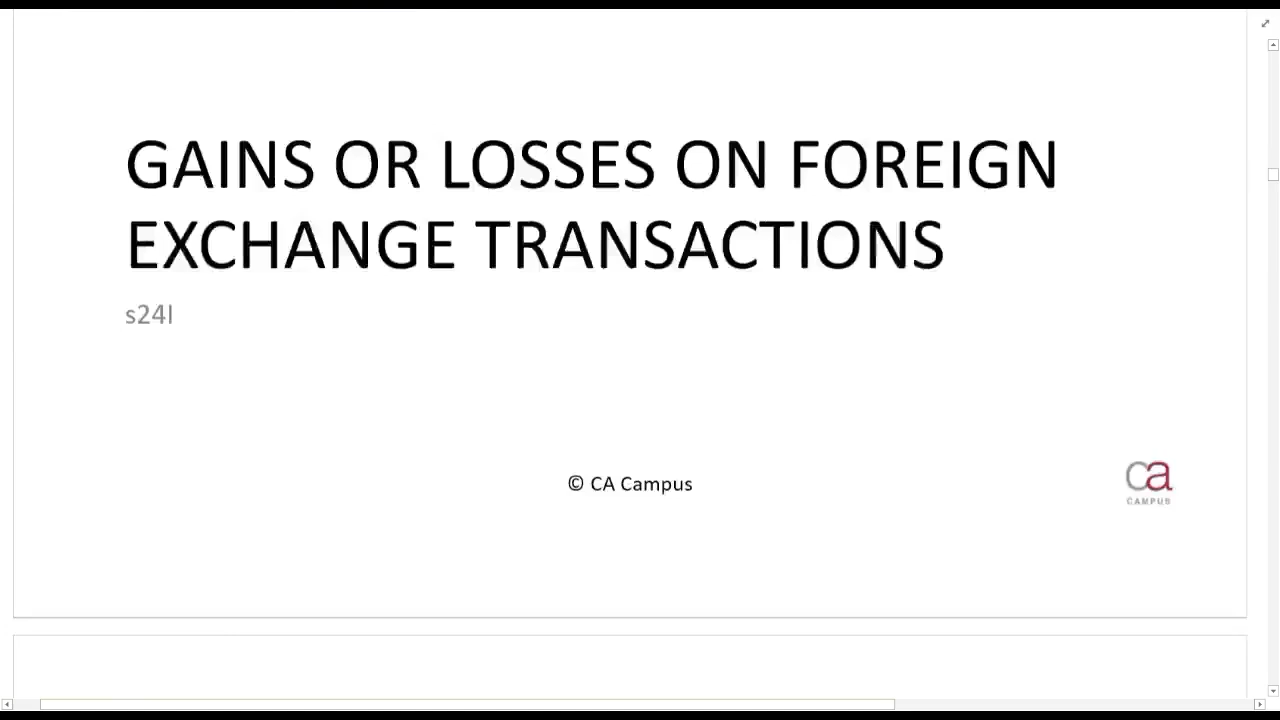 GAINS OR LOSSES ON FOREIGN
EXCHANGE TRANSACTIONS
s24I
© CA Campus
ca
CAMPUS